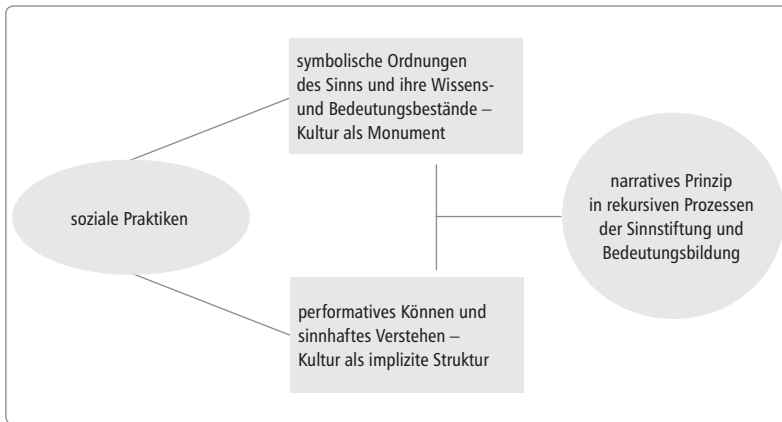 symbolische Ordnungen
des Sinns und ihre Wissens-
und Bedeutungsbestände –
Kultur als Monument
soziale Praktiken
narratives Prinzip
in rekursiven Prozessen
der Sinnstiftung und
Bedeutungsbildung
performatives Können und
sinnhaftes Verstehen –
Kultur als implizite Struktur